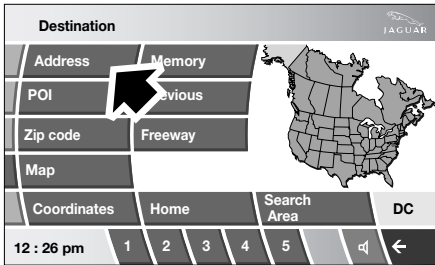 Destination
JAGUAR
Address Memory
POI
Zip code Freeway
Map
Coordinates Home Search Area DC
12 : 26 pm 1 2 3 4 5